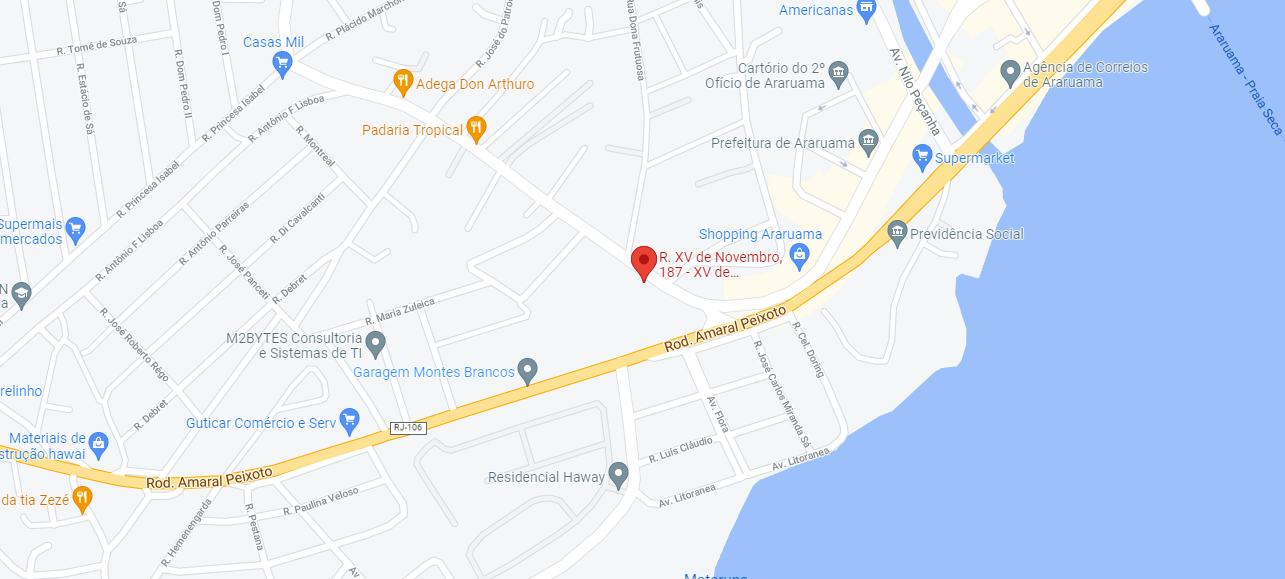 Americanas
R. Plácido Marchon
R. José do Patro
Rua Dona Frutuosa
Sá
Dom Pedro I
R. Tomé de Souza
Casas Mil
R. Estácio de Sá
R. Dom Pedro II
Adega Don Arthuro
Cartório do 2º
Ofício de Araruama
Av. Nilo Peçanha
Agência de Correios
de Araruama
Araruama - Praia Seca
R. Princesa Isabel
R. Antônio F Lisboa
Padaria Tropical
R. Montreal
Prefeitura de Araruama
Supermarket
R. Princesa Isabel
R. Di Cavalcanti
R. Antônio Parreiras
Supermais
mercados
R. Antônio F Lisboa
R. José Panceti
Shopping Araruama
Previdência Social
R. XV de Novembro,
187 - XV de…
R. Debret
N
a
R. Maria Zuleica
Rod. Amaral Peixoto
R. José Roberto Rêgo
M2BYTES Consultoria
e Sistemas de TI
R. Cel. Doring
R. José Carlos Miranda Sá
Garagem Montes Brancos
relinho
R. Debret
Guticar Comércio e Serv
RJ-106
Av. Flora
Materiais de
strução.hawai
R. Luís Cláudio
Av. Litoranea
Rod. Amaral Peixoto
Residencial Haway
da tia Zezé
R. Paulina Veloso
Av. Litoranea
R. Hemenengarda
R. Pestana
Av